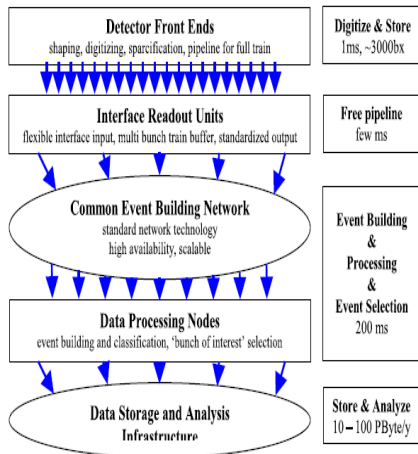 Detector Front Ends
shaping, digitizing, sparcification, pipeline for full train
Digitize & Store
1ms, ~3000bx
Interface Readout Units
flexible interface input, multi bunch train buffer, standardized output
Free pipeline
few ms
Common Event Building Network
standard network technology
high availability, scalable
Event Building
&
Processing
&
Event Selection
200 ms
Data Processing Nodes
event building and classification, 'bunch of interest' selection
Data Storage and Analysis
Infrastructure
Store & Analyze
10 – 100 PByte/y